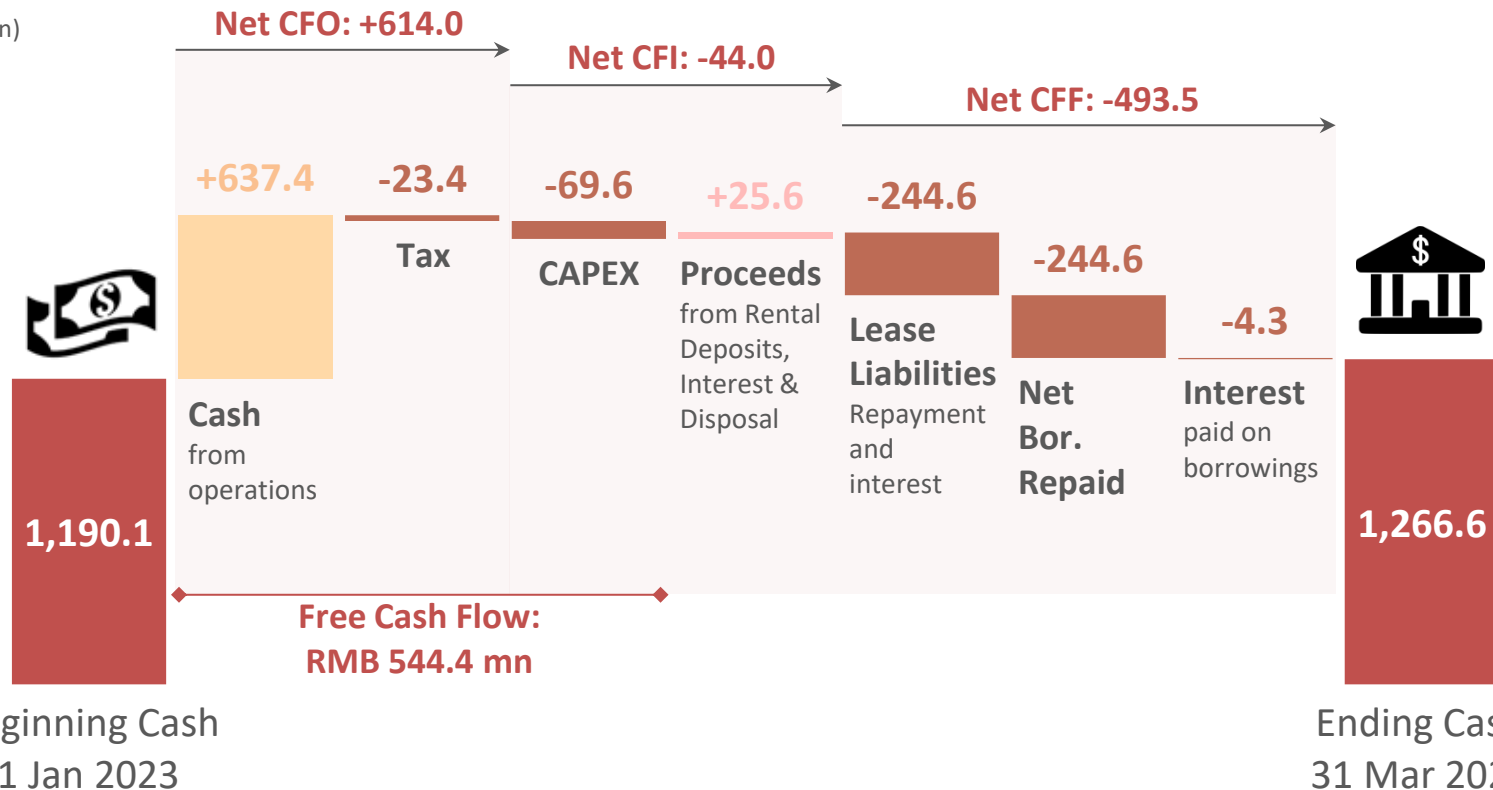 n)
Net CFO: +614.0
Net CFI: -44.0
Net CFF: -493.5
+637.4
-23.4
-69.6
+25.6
-244.6
-244.6
-4.3
Cash
from
operations
Tax
CAPEX
Proceeds
from Rental
Deposits,
Interest &
Disposal
Lease
Liabilities
Repayment
and
interest
Net
Bor.
Repaid
Interest
paid on
borrowings
$
$
1,190.1
1,266.6
Free Cash Flow:
RMB 544.4 mn
ginning Cash
1 Jan 2023
Ending Cas
31 Mar 202